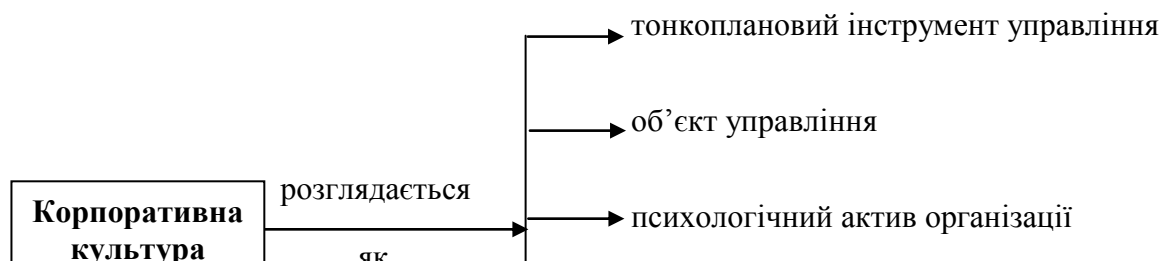 тонкоплановий інструмент управління
об’єкт управління
розглядається
психологічний актив організації
Корпоративна
культура
як